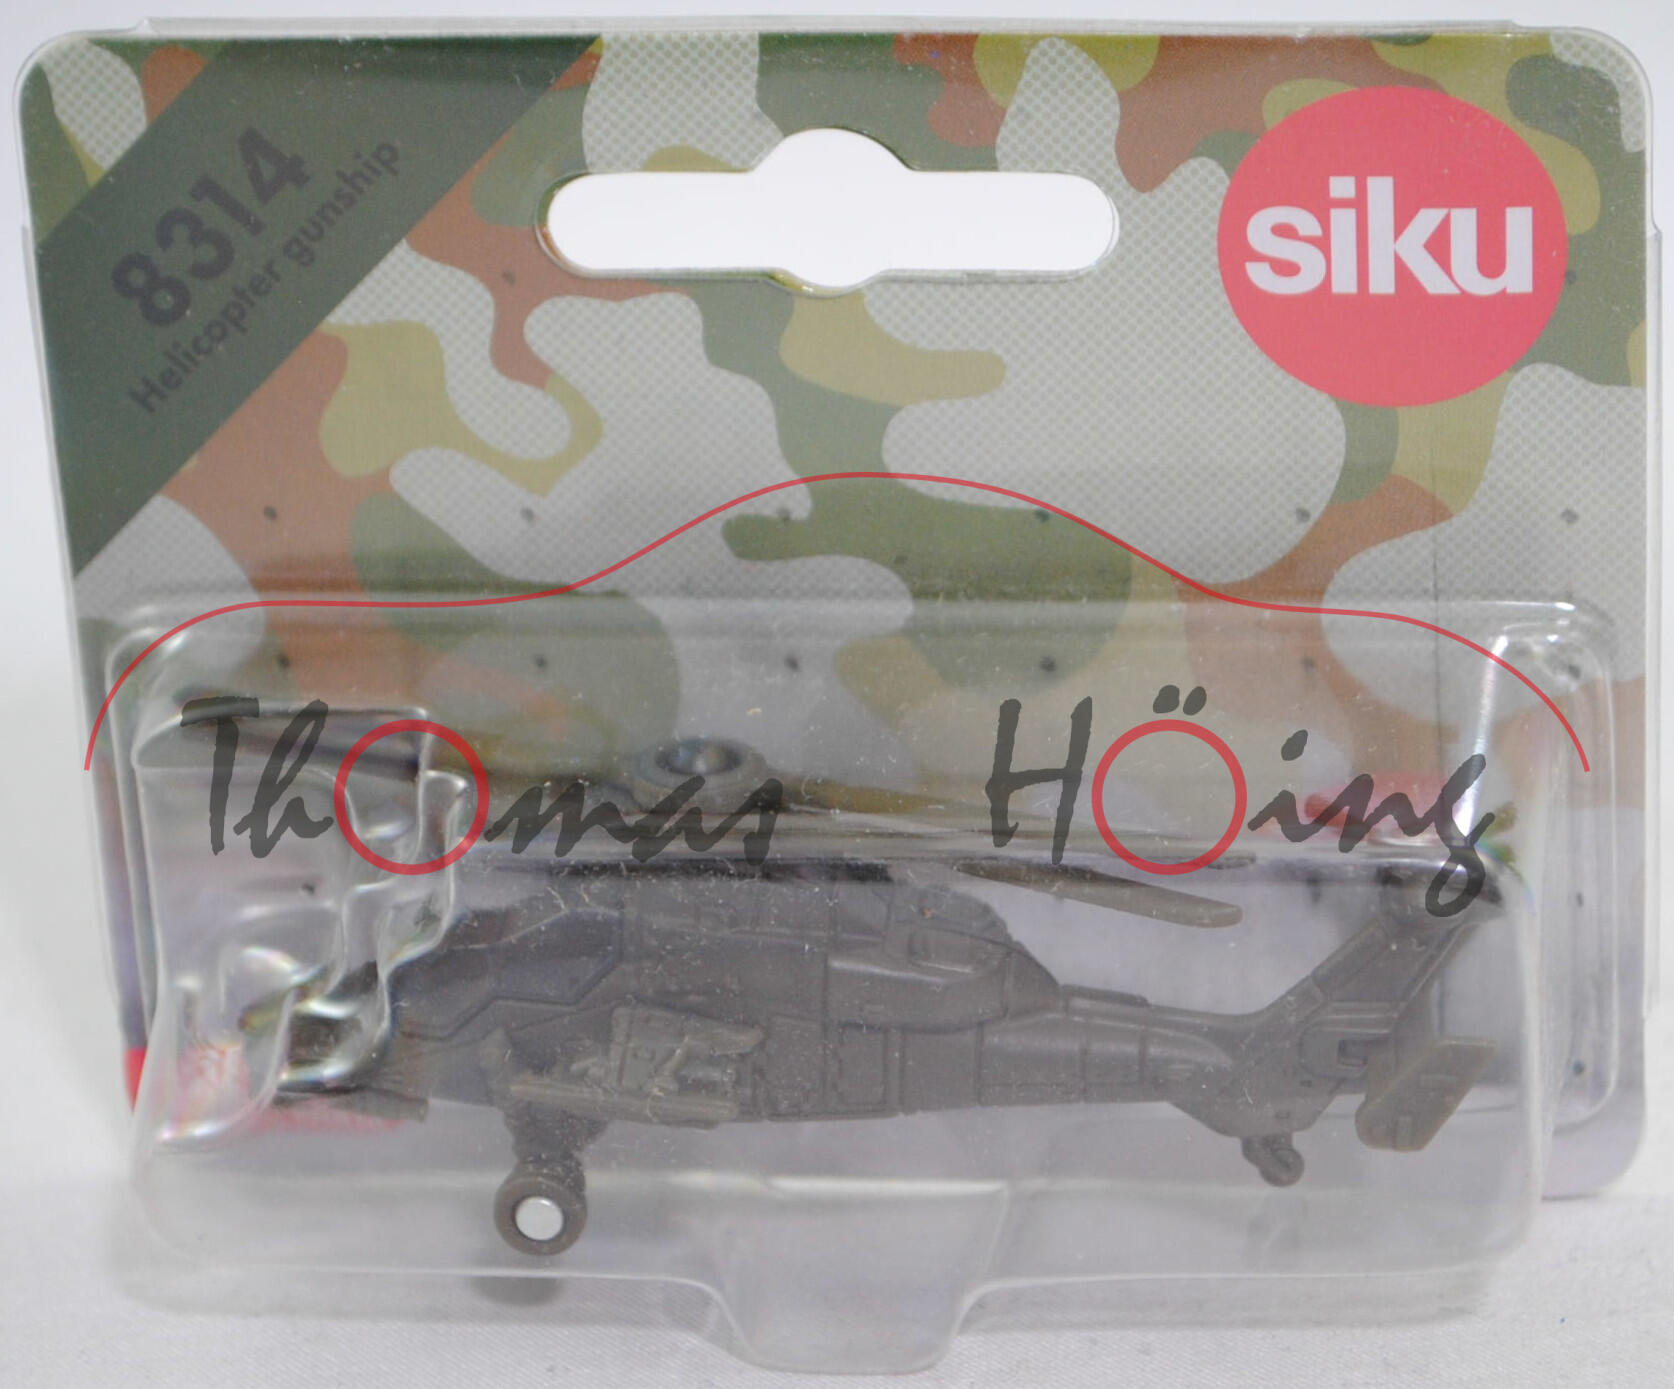 8314
Helicopter gunship
siku
Thomas Höing